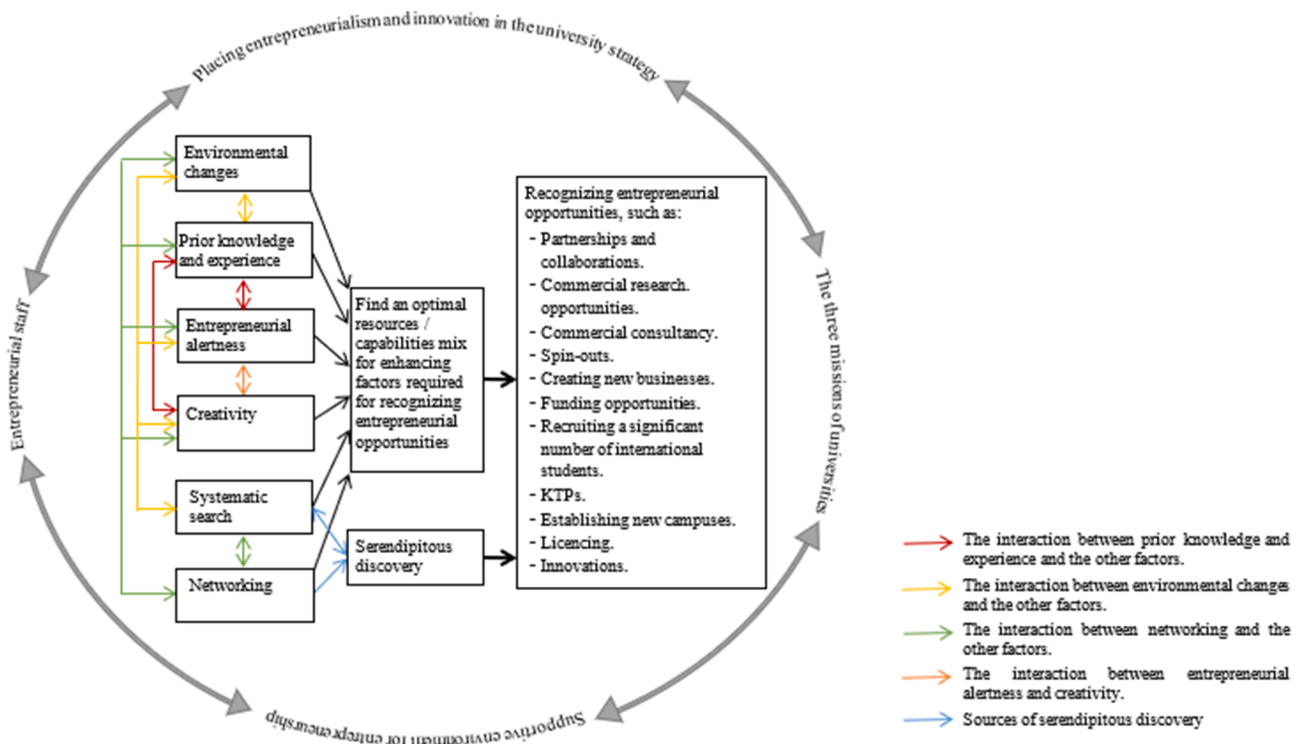 Placing entrepreneurialism and innovation in the university strategy
Entrepreneurial staff
The three missions of universities
Supportive environment for entrepreneurship
Environmental
changes
Prior knowledge
and experience
Entrepreneurial
alertness
Creativity
Systematic
search
Networking
Find an optimal
resources /
capabilities mix
for enhancing
factors required
for recognizing
entrepreneurial
opportunities
Serendipitous
discovery
Recognizing entrepreneurial
opportunities, such as:
- Partnerships and
collaborations.
- Commercial research.
opportunities.
- Commercial consultancy.
- Spin-outs.
- Creating new businesses.
- Funding opportunities.
- Recruiting a significant
number of international
students.
- KTPs.
- Establishing new campuses.
- Licencing.
- Innovations.
The interaction between prior knowledge and
experience and the other factors.
The interaction between environmental changes
and the other factors.
The interaction between networking and the
other factors.
The interaction between entrepreneurial
alertness and creativity.
Sources of serendipitous discovery